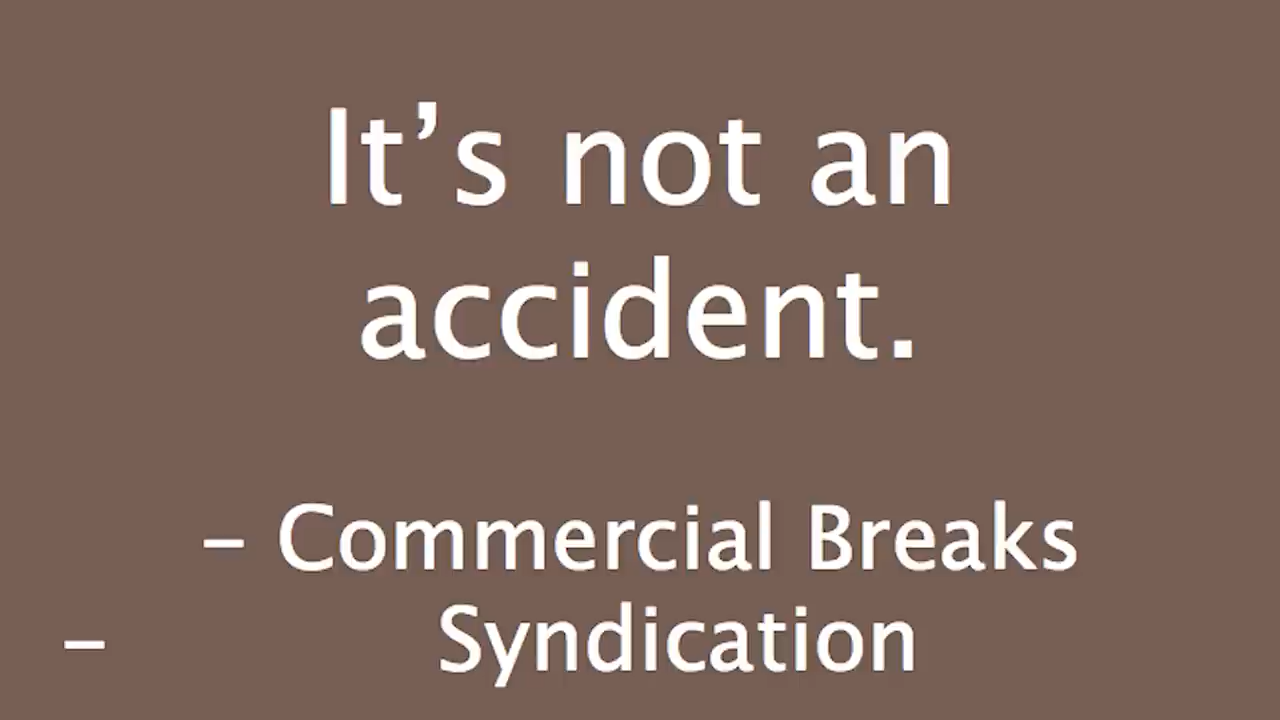 It’s not an
accident.
– Commercial Breaks
– Syndication